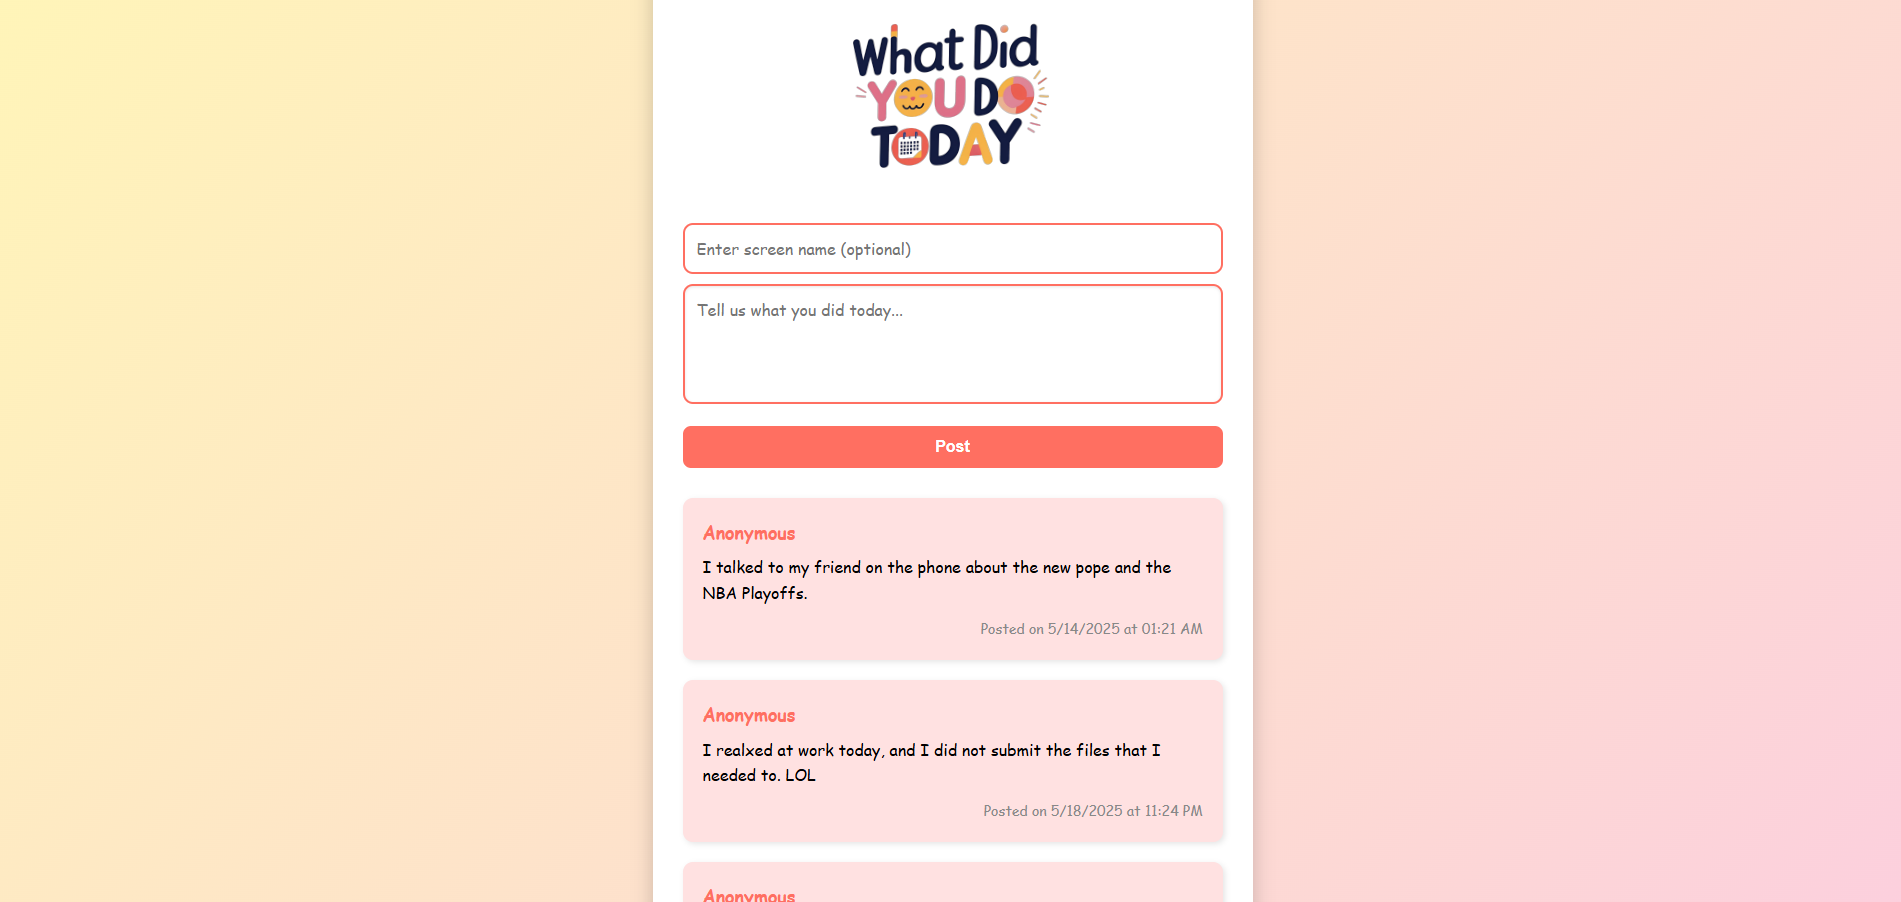 What Did
YOU DO
TODAY
Enter screen name (optional)
Tell us what you did today...
Post
Anonymous
I talked to my friend on the phone about the new pope and the
NBA Playoffs.
Posted on 5/14/2025 at 01:21 AM
Anonymous
I realxed at work today, and I did not submit the files that I
needed to. LOL
Posted on 5/18/2025 at 11:24 PM
Anonymous